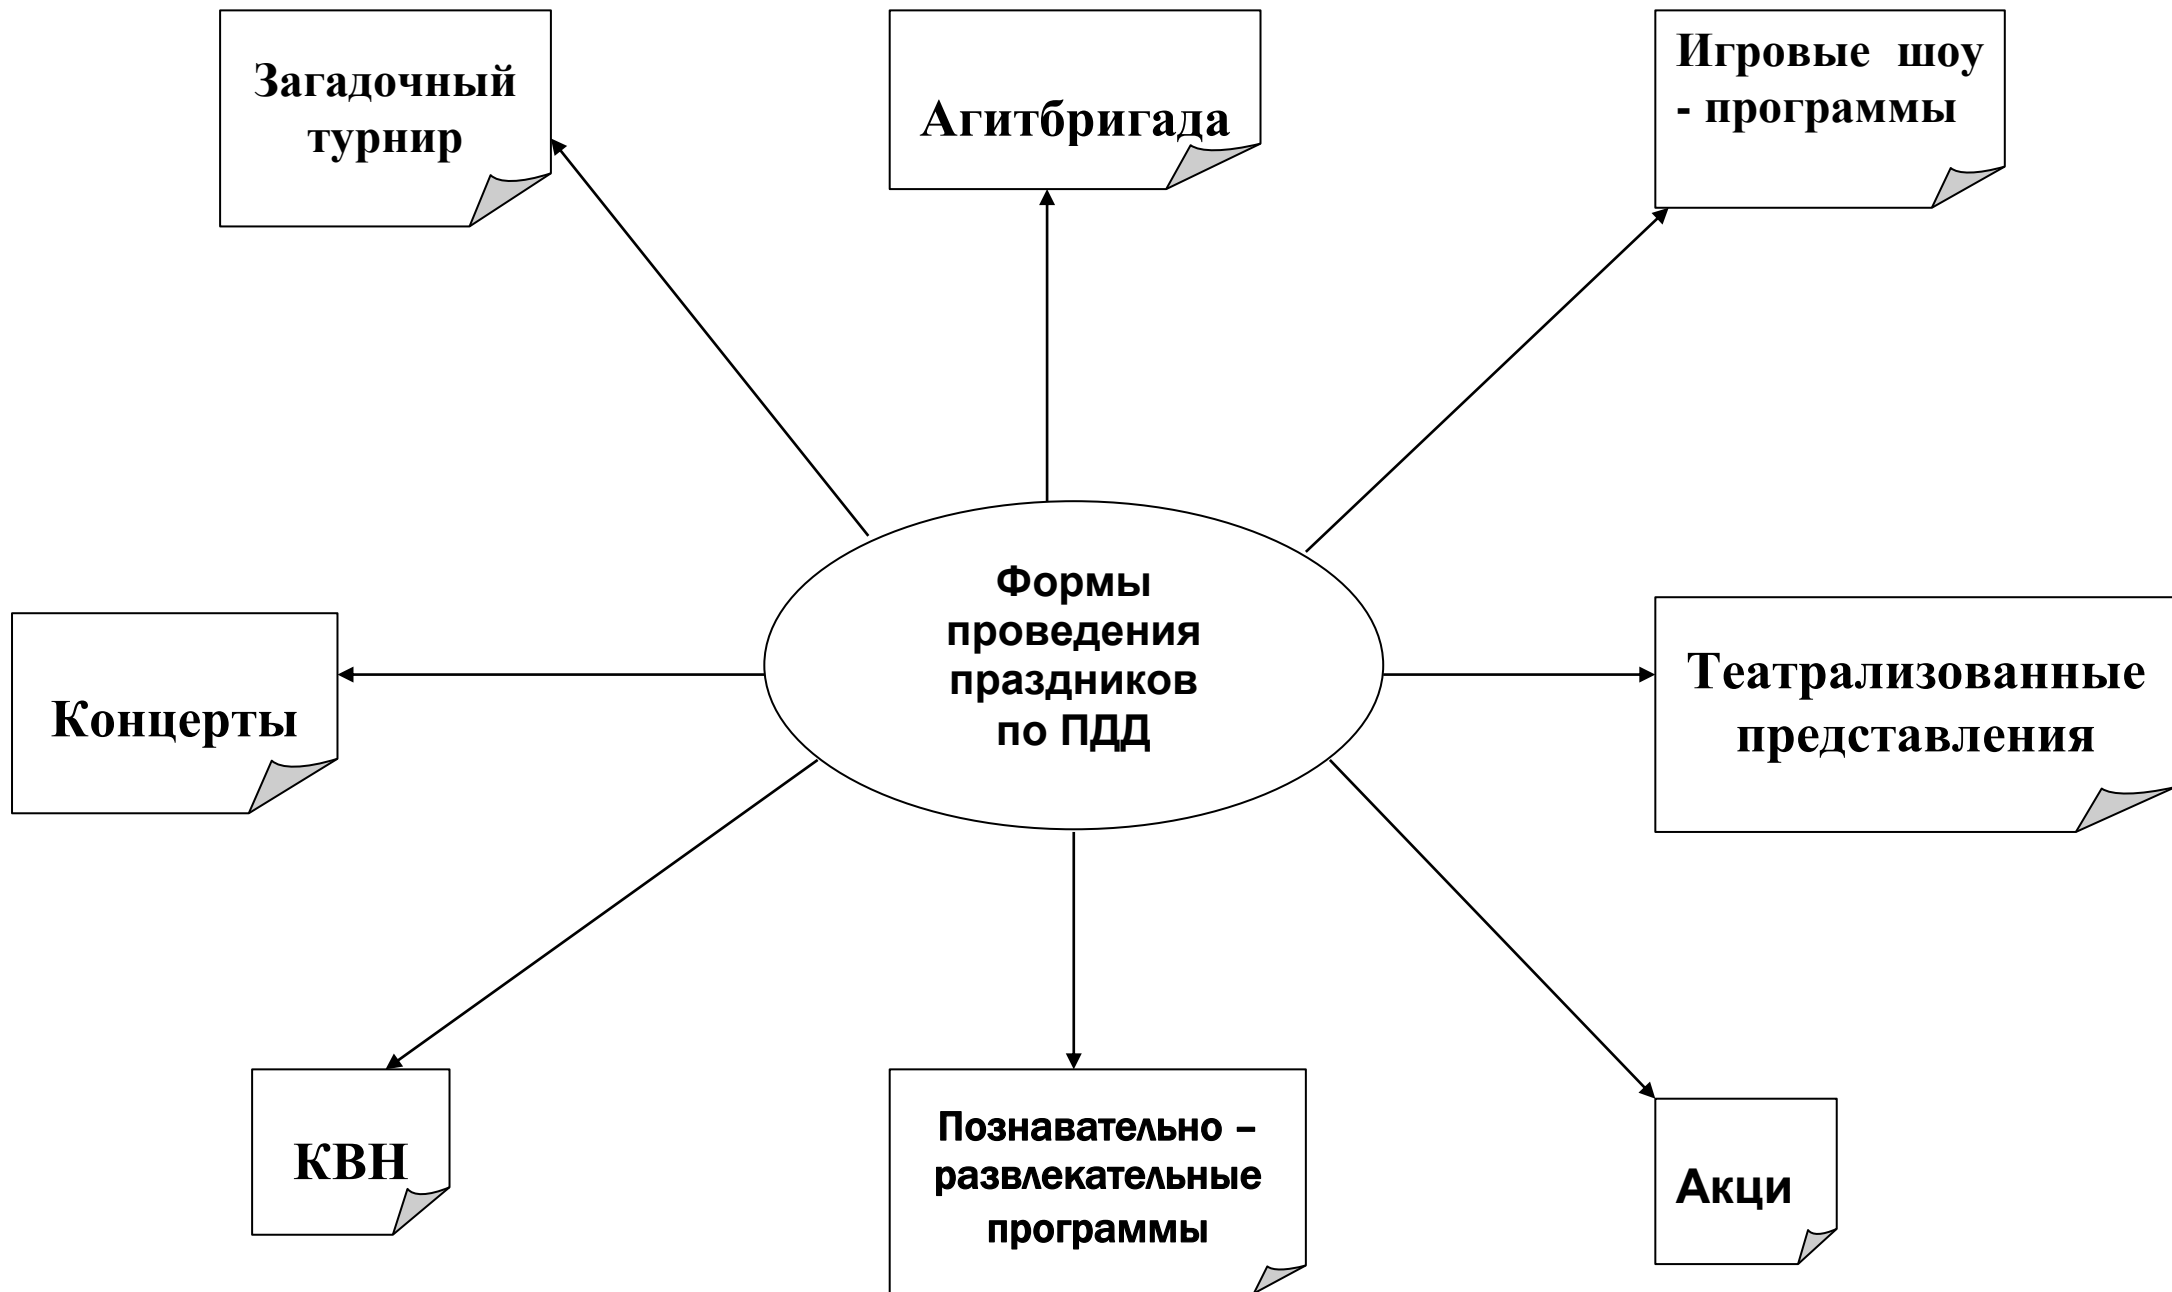 Загадочный
турнир
Агитбригада
Игровые шоу
- программы
Формы
проведения
праздников
по ПДД
Концерты
Театрализованные
представления
КВН
Познавательно –
развлекательные
программы
Акци